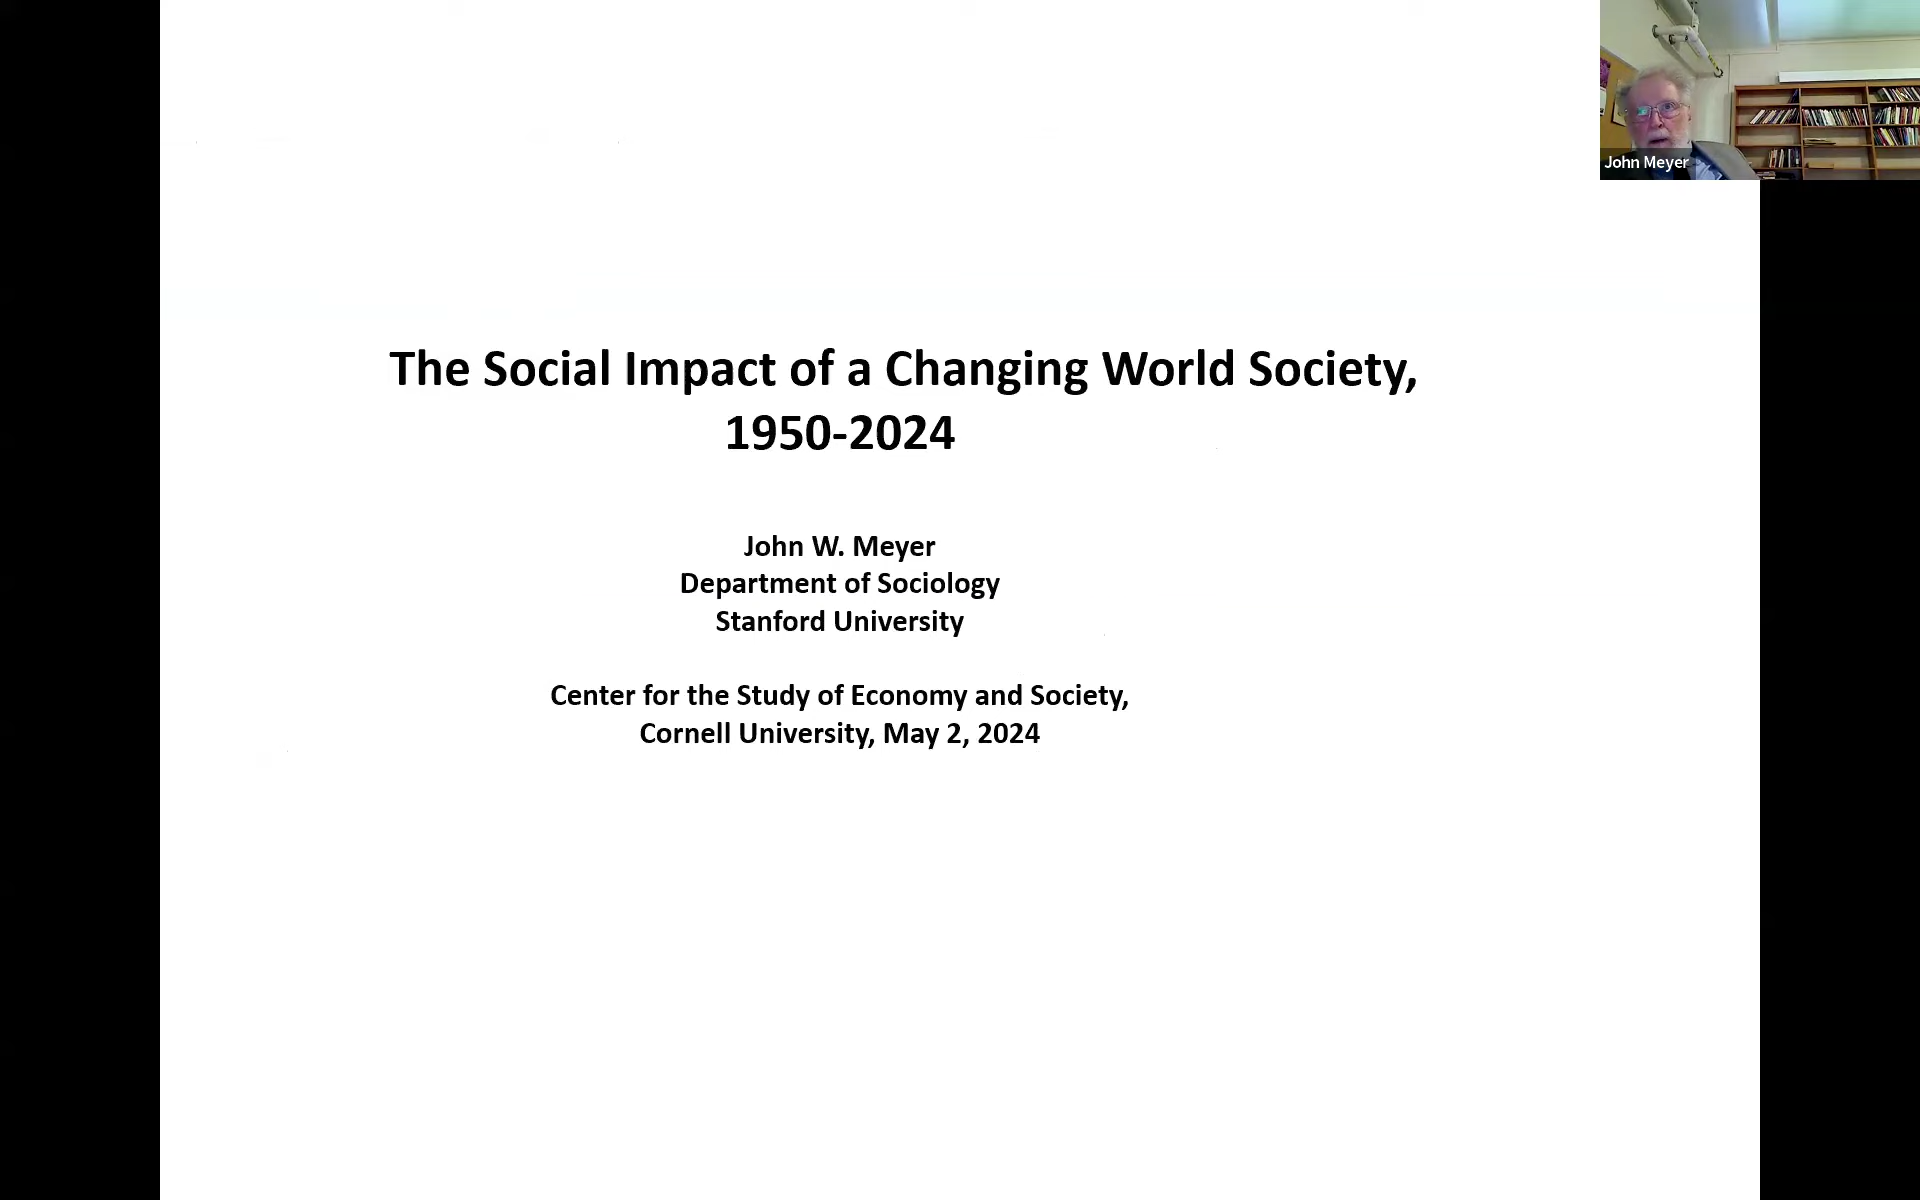 John Meyer
The Social Impact of a Changing World Society,
1950-2024
John W. Meyer
Department of Sociology
Stanford University
Center for the Study of Economy and Society,
Cornell University, May 2, 2024